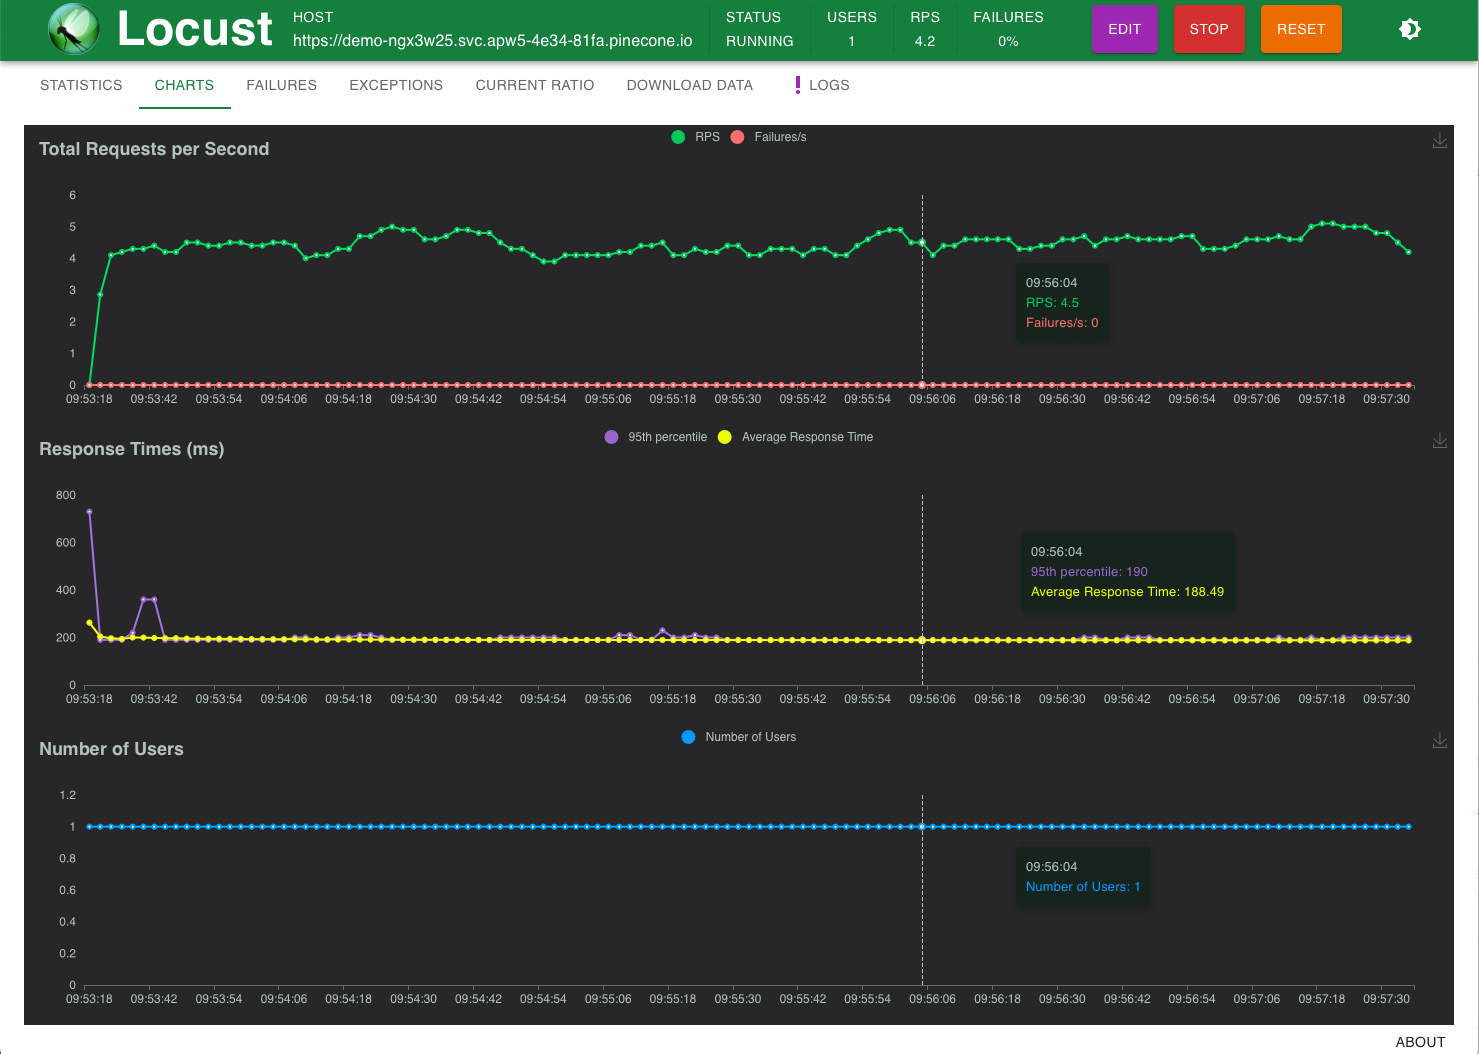 Locust
HOST
https://demo-ngx3w25.svc.apw5-4e34-81fa.pinecone.io
STATUS
RUNNING
USERS
1
RPS
4.2
FAILURES
0%
EDIT
STOP
RESET
STATISTICS CHARTS FAILURES EXCEPTIONS CURRENT RATIO DOWNLOAD DATA ❗ LOGS
RPS Failures/s
Total Requests per Second
6
5
4
3
2
1
0
09:56:04
RPS: 4.5
Failures/s: 0
09:53:18 09:53:42 09:53:54 09:54:06 09:54:18 09:54:30 09:54:42 09:54:54 09:55:06 09:55:18 09:55:30 09:55:42 09:55:54 09:56:06 09:56:18 09:56:30 09:56:42 09:56:54 09:57:06 09:57:18 09:57:30
95th percentile Average Response Time
Response Times (ms)
800
600
400
200
0
09:56:04
95th percentile: 190
Average Response Time: 188.49
09:53:18 09:53:42 09:53:54 09:54:06 09:54:18 09:54:30 09:54:42 09:54:54 09:55:06 09:55:18 09:55:30 09:55:42 09:55:54 09:56:06 09:56:18 09:56:30 09:56:42 09:56:54 09:57:06 09:57:18 09:57:30
Number of Users
Number of Users
1.2
1
0.8
0.6
0.4
0.2
0
09:56:04
Number of Users: 1
09:53:18 09:53:42 09:53:54 09:54:06 09:54:18 09:54:30 09:54:42 09:54:54 09:55:06 09:55:18 09:55:30 09:55:42 09:55:54 09:56:06 09:56:18 09:56:30 09:56:42 09:56:54 09:57:06 09:57:18 09:57:30
ABOUT